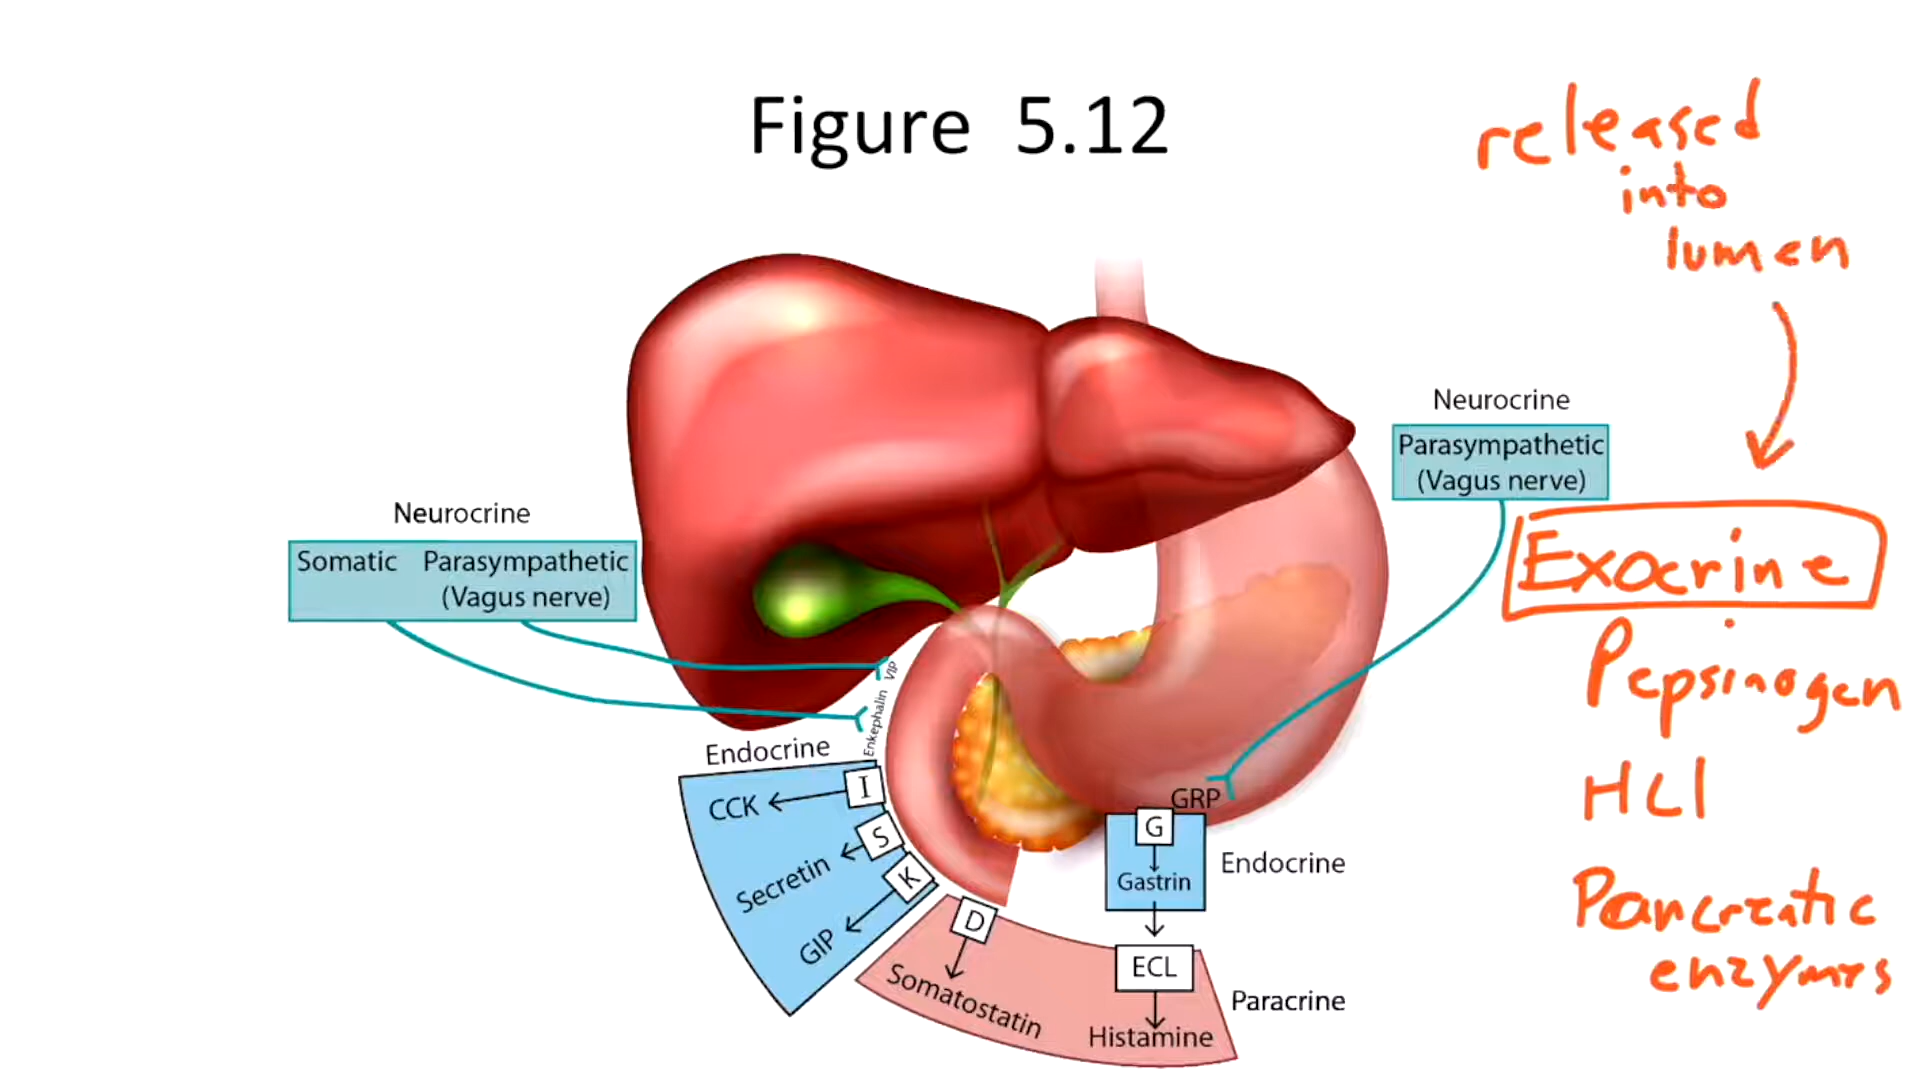 Figure 5.12
released
into
lumen
Neurocrine
Parasympathetic
(Vagus nerve)
Exocrine
Pepsinogen
HCl
Pancreatic
enzymes
Neurocrine
Somatic Parasympathetic
(Vagus nerve)
VIP
Enkephalin
Endocrine
I
CCK
S
Secretin
K
GIP
D
Somatostatin
GRP
G
Gastrin
Endocrine
ECL
Histamine
Paracrine